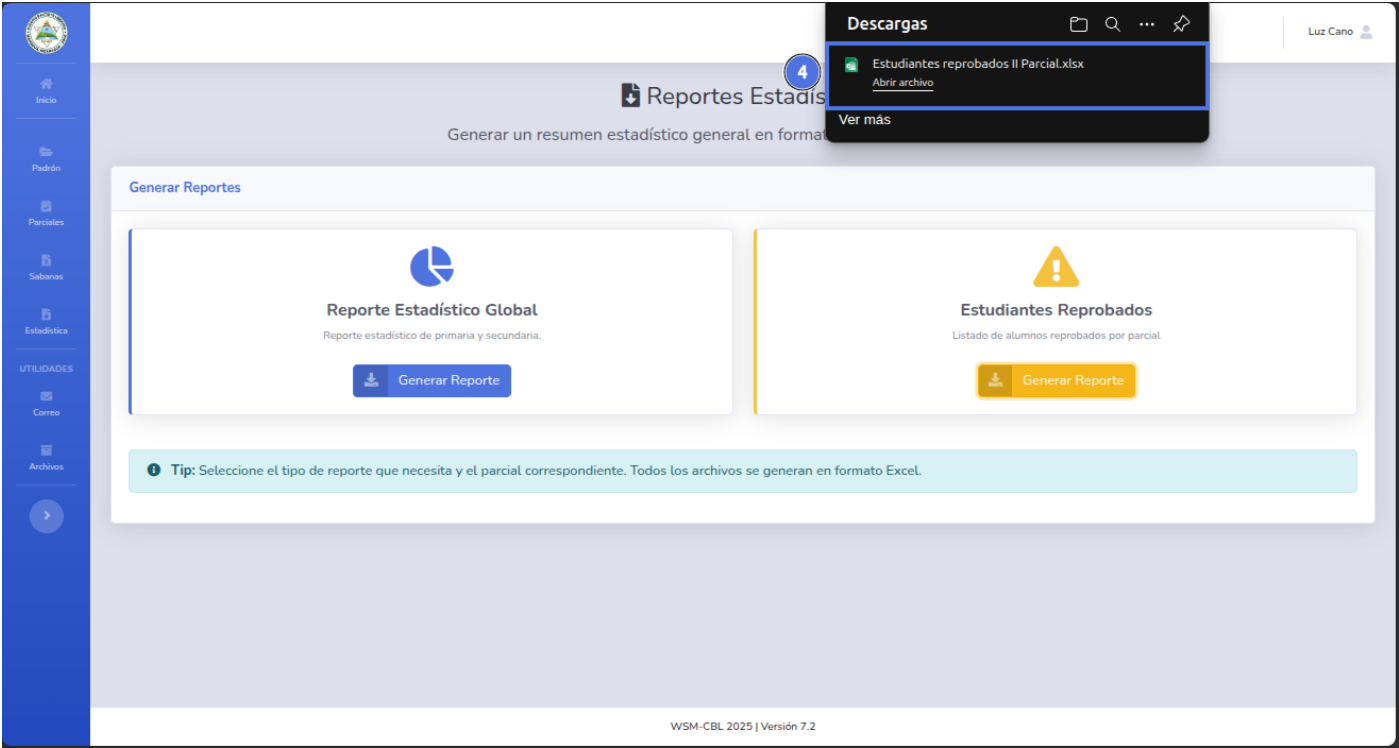 Luz Cano
Inicio
Padrón
Parciales
Sabanas
Estadística
UTILIDADES
Correo
Archivos
Descargas
4
Estudiantes reprobados II Parcial.xlsx
Abrir archivo
Ver más
Reportes Estadís
Generar un resumen estadístico general en format
Generar Reportes
Reporte Estadístico Global
Reporte estadístico de primaria y secundaria.
Generar Reporte
Estudiantes Reprobados
Listado de alumnos reprobados por parcial
Generar Reporte
Tip: Seleccione el tipo de reporte que necesita y el parcial correspondiente. Todos los archivos se generan en formato Excel.
WSM-CBL 2025 | Versión 7.2